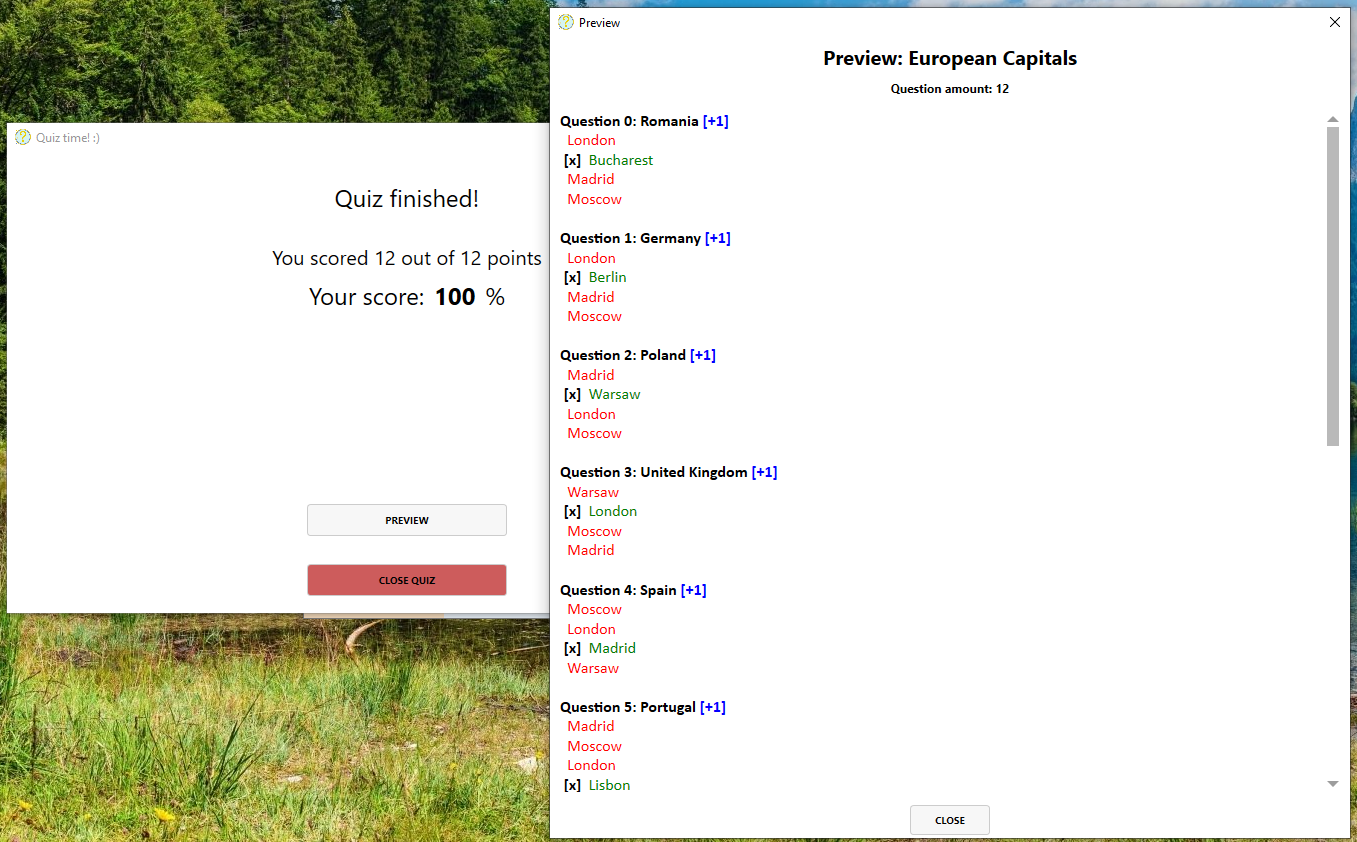 Quiz time! :)
Quiz finished!
You scored 12 out of 12 points
Your score: 100 %
PREVIEW
CLOSE QUIZ
Preview
Preview: European Capitals
Question amount: 12
Question 0: Romania [+1]
London
[x] Bucharest
Madrid
Moscow
Question 1: Germany [+1]
London
[x] Berlin
Madrid
Moscow
Question 2: Poland [+1]
Madrid
[x] Warsaw
London
Moscow
Question 3: United Kingdom [+1]
Warsaw
[x] London
Moscow
Madrid
Question 4: Spain [+1]
Moscow
London
[x] Madrid
Warsaw
Question 5: Portugal [+1]
Madrid
Moscow
London
[x] Lisbon
CLOSE